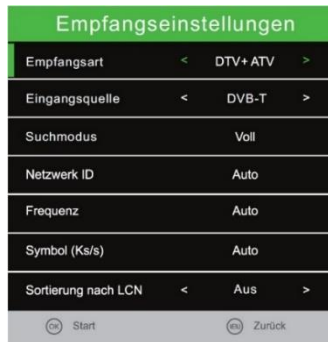 Empfangseinstellungen
Empfangsart < DTV+ ATV >
Eingangsquelle < DVB-T >
Suchmodus Voll
Netzwerk ID Auto
Frequenz Auto
Symbol (Ks/s) Auto
Sortierung nach LCN < Aus >
OK Start MENU Zurück